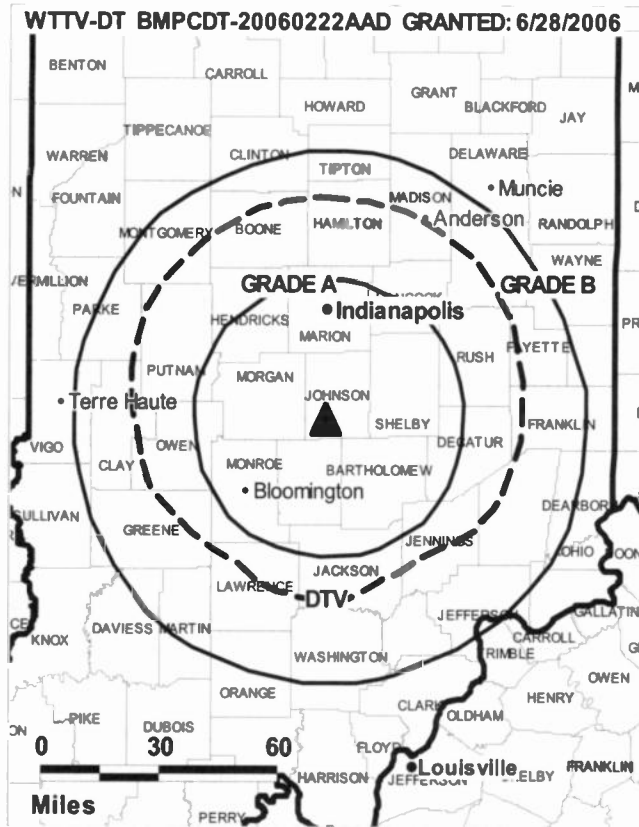 WTTV-DT BMPCDT-20060222AAD GRANTED: 6/28/2006
BENTON
CARROLL
GRANT
HOWARD
BLACKFORD
JAY
TIPPECANOE
WARREN
CLINTON
DELAWARE
TIPTON
Muncie
FOUNTAIN
MADISON
Anderson
MONTGOMERY
BOONE
HAMILTON
RANDOLPH
WAYNE
GRADE A
GRADE B
PARKE
Indianapolis
HENDRICKS
MARION
RUSH
FAYETTE
PUTNAM
MORGAN
JOHNSON
Terre Haute
SHELBY
FRANKLIN
DECATUR
VIGO
OWEN
CLAY
MONROE
BARTHOLOMEW
Bloomington
DEARBORN
SULLIVAN
GREENE
JENNINGS
OHIO
JACKSON
LAWRENCE
DTV
JEFFERSON
GALLATIN
KNOX
DAVIESS
MARTIN
CARROLL
TRIMBLE
WASHINGTON
OWEN
ORANGE
HENRY
CLARK
OLDHAM
PIKE
DUBOIS
FLOYD
0 30 60
Louisville
SHELBY
FRANKLIN
HARRISON
JEFFERSON
Miles
PERRY